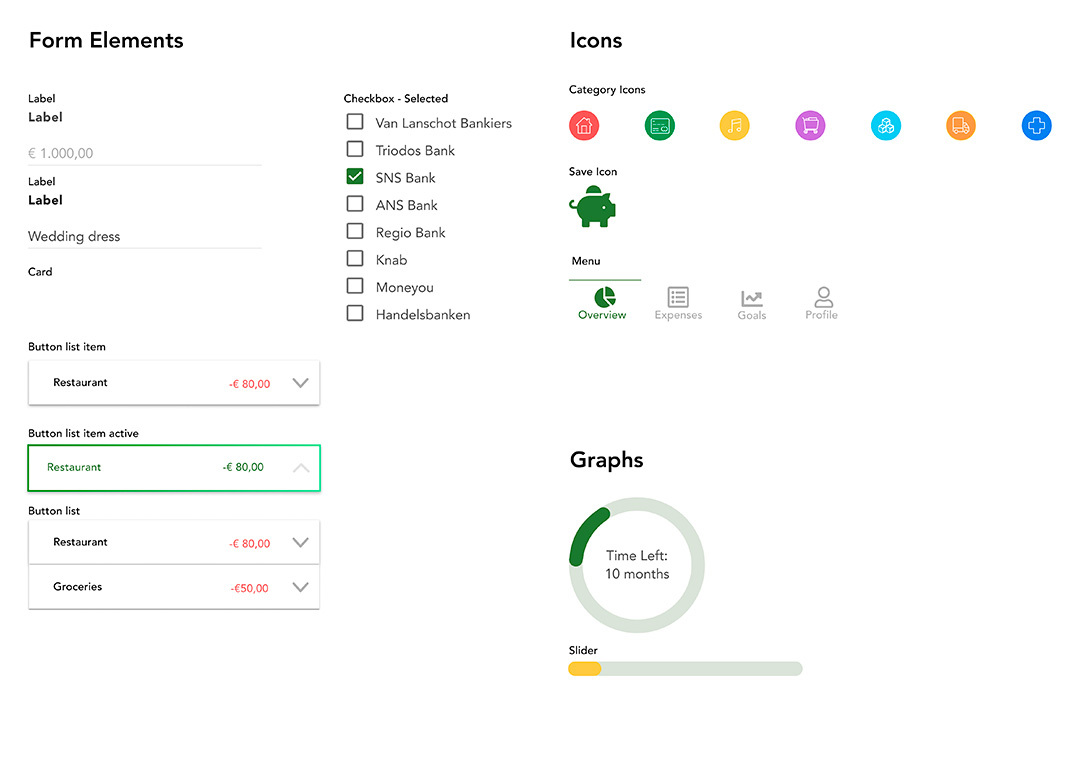 Form Elements
Label
Label
€ 1.000,00
Label
Label
Wedding dress
Card
Checkbox - Selected
Van Lanschot Bankiers
Triodos Bank
SNS Bank
ANS Bank
Regio Bank
Knab
Moneyou
Handelsbanken
Button list item
Restaurant -€ 80,00
Button list item active
Restaurant -€ 80,00
Button list
Restaurant -€ 80,00
Groceries -€50,00
Icons
Category Icons
Save Icon
Menu
Overview Expenses Goals Profile
Graphs
Time Left:
10 months
Slider